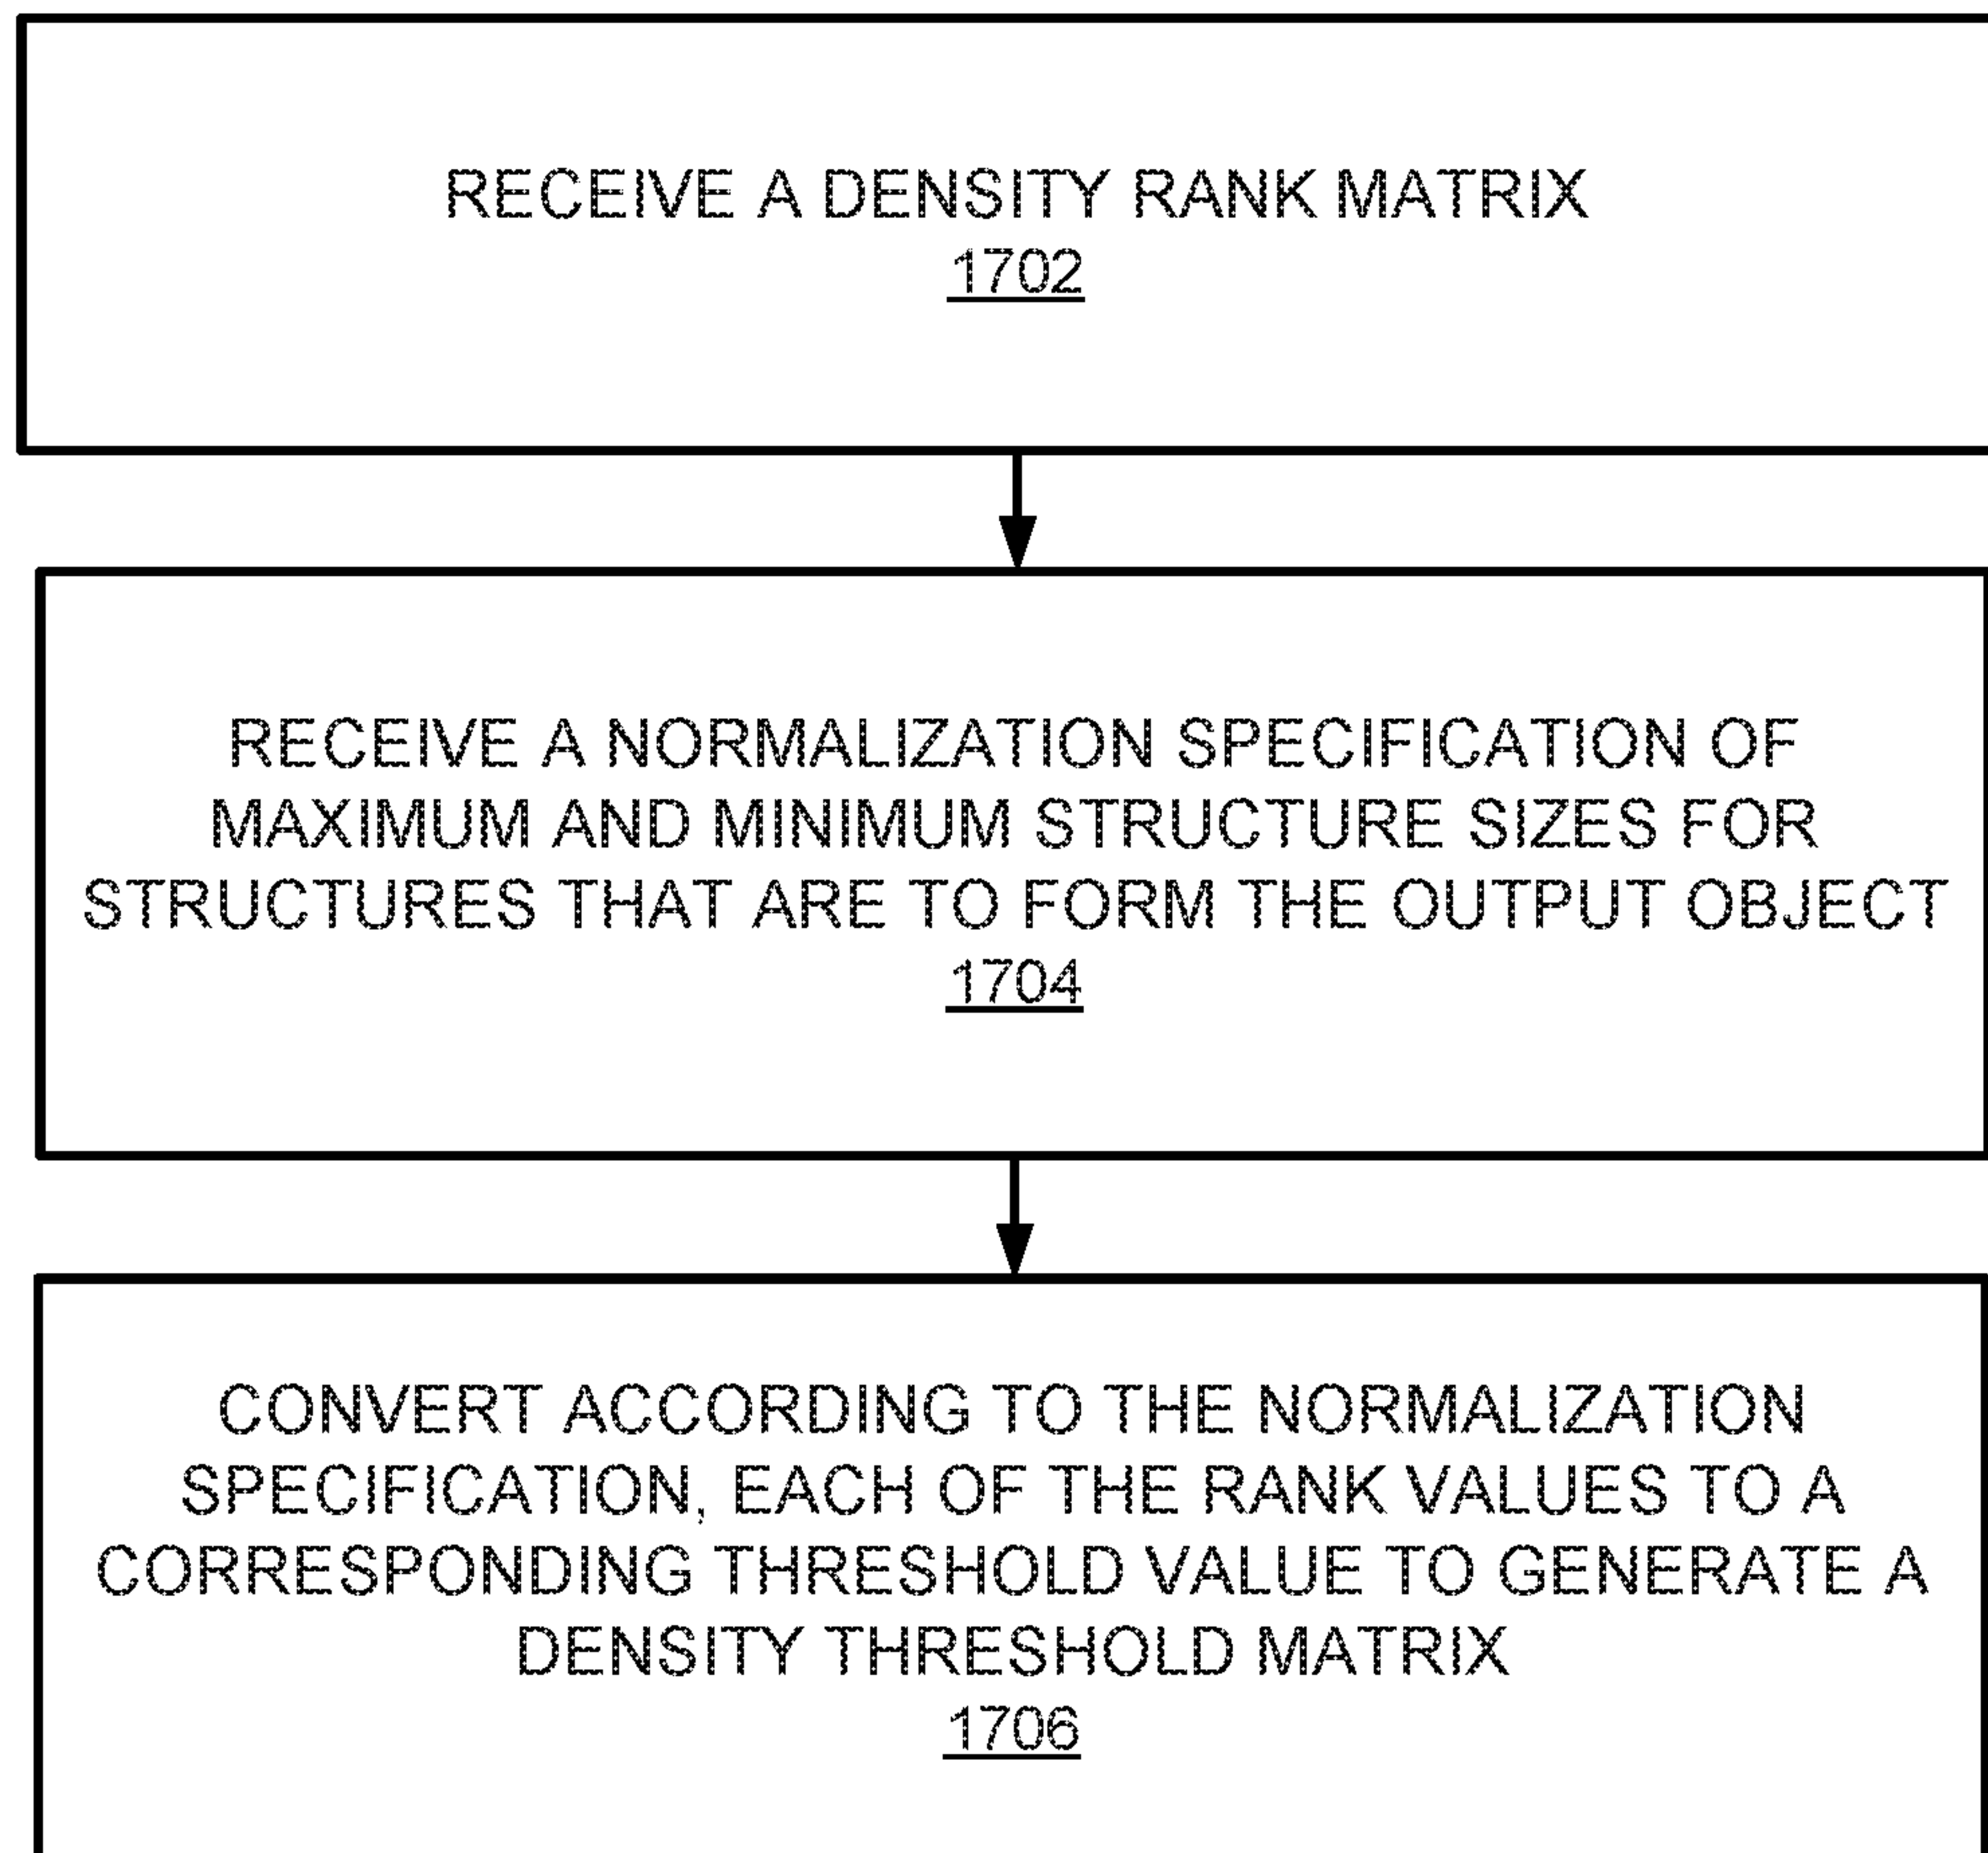 RECEIVE A DENSITY RANK MATRIX
1702
RECEIVE A NORMALIZATION SPECIFICATION OF
MAXIMUM AND MINIMUM STRUCTURE SIZES FOR
STRUCTURES THAT ARE TO FORM THE OUTPUT OBJECT
1704
CONVERT ACCORDING TO THE NORMALIZATION
SPECIFICATION, EACH OF THE RANK VALUES TO A
CORRESPONDING THRESHOLD VALUE TO GENERATE A
DENSITY THRESHOLD MATRIX
1706